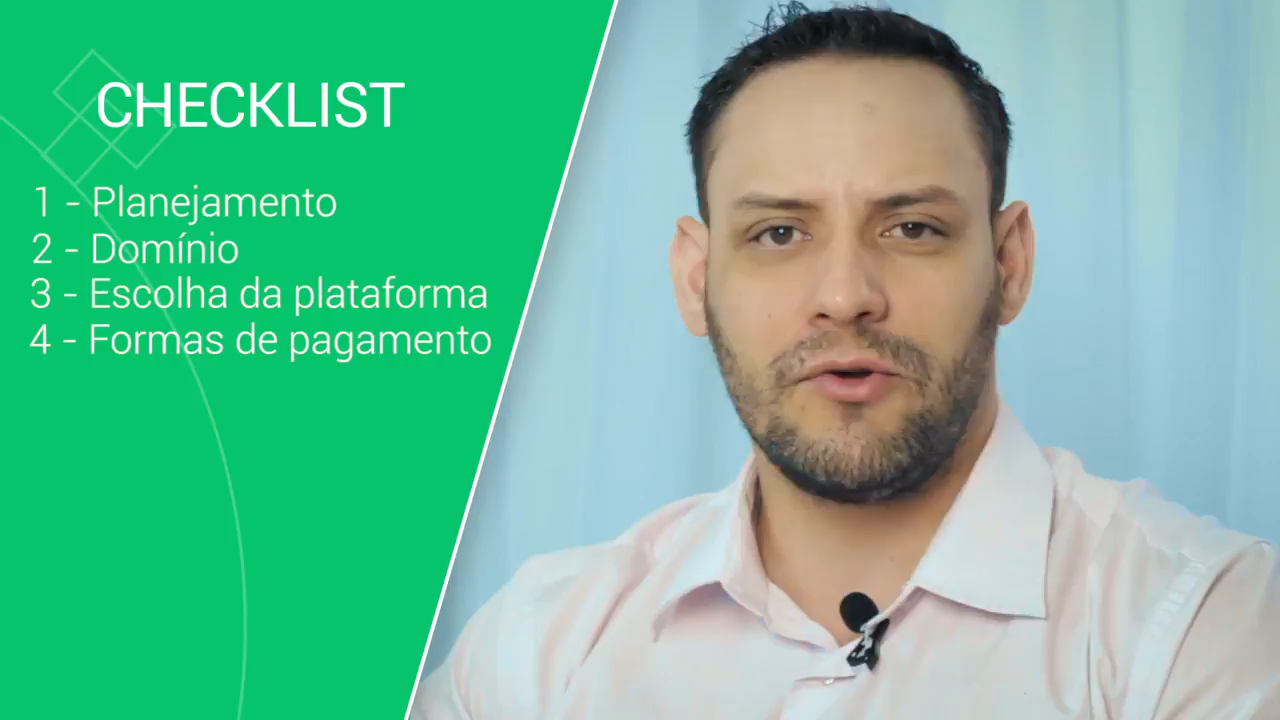 CHECKLIST
1 - Planejamento
2 - Domínio
3 - Escolha da plataforma
4 - Formas de pagamento